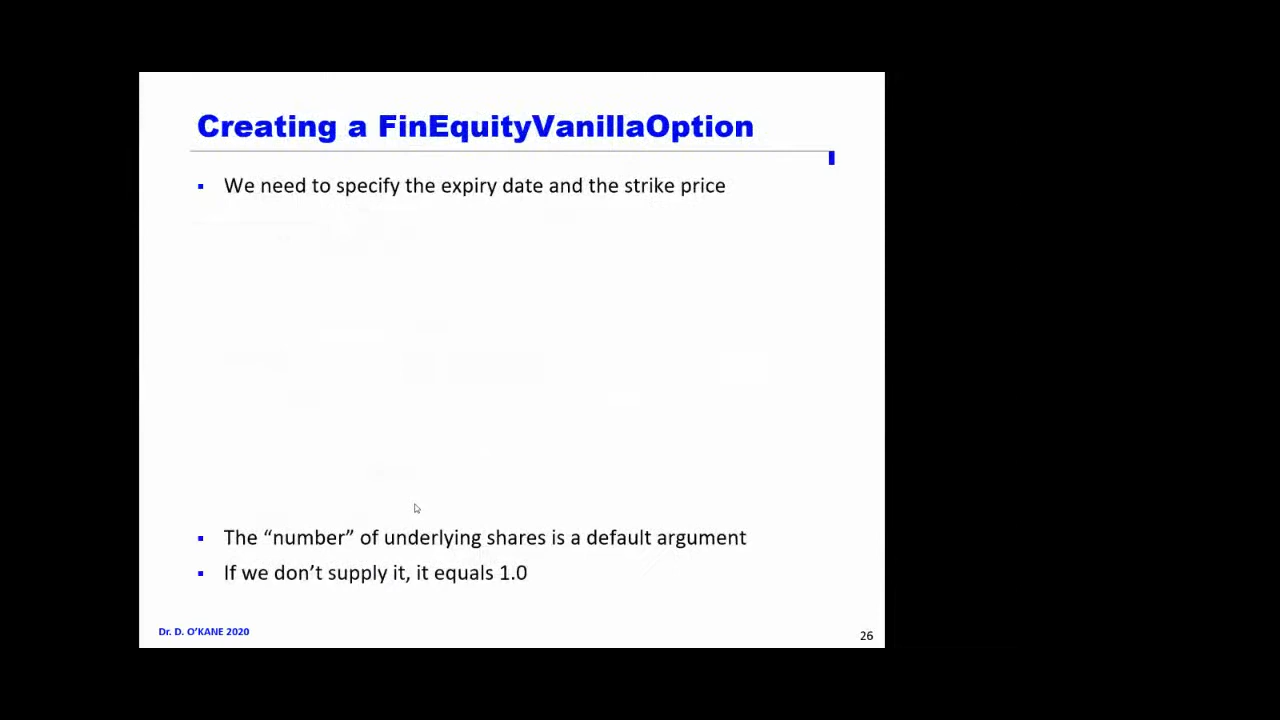 Creating a FinEquityVanillaOption
▪ We need to specify the expiry date and the strike price
▪ The “number” of underlying shares is a default argument
▪ If we don’t supply it, it equals 1.0
Dr. D. O’KANE 2020
26